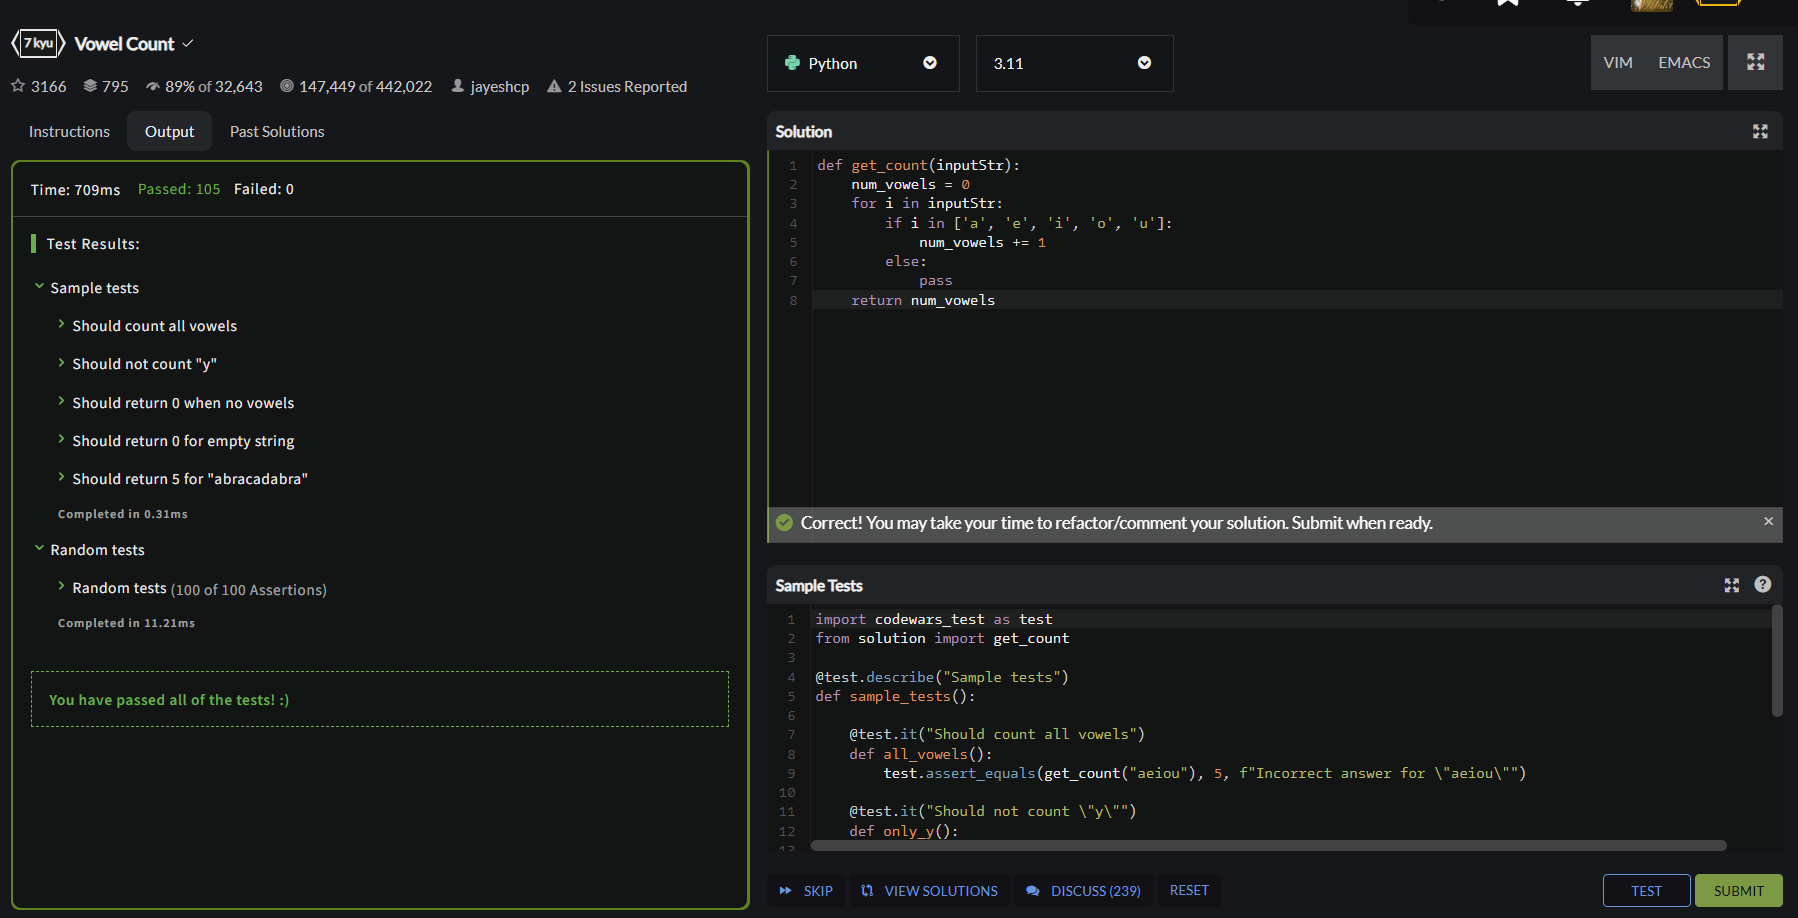 7 kyu Vowel Count
3166 795 89% of 32,643 147,449 of 442,022 jayeshcp 2 Issues Reported
Instructions Output Past Solutions
Time: 709ms Passed: 105 Failed: 0
Test Results:
Sample tests
Should count all vowels
Should not count "y"
Should return 0 when no vowels
Should return 0 for empty string
Should return 5 for "abracadabra"
Completed in 0.31ms
Random tests
Random tests (100 of 100 Assertions)
Completed in 11.21ms
You have passed all of the tests! :)
Python 3.11 VIM EMACS
Solution
1 def get_count(inputStr):
2     num_vowels = 0
3     for i in inputStr:
4         if i in ['a', 'e', 'i', 'o', 'u']:
5             num_vowels += 1
6         else:
7             pass
8     return num_vowels
Correct! You may take your time to refactor/comment your solution. Submit when ready. ×
Sample Tests ?
1 import codewars_test as test
2 from solution import get_count
3
4 @test.describe("Sample tests")
5 def sample_tests():
6
7     @test.it("Should count all vowels")
8     def all_vowels():
9         test.assert_equals(get_count("aeiou"), 5, f"Incorrect answer for \"aeiou\"")
10
11     @test.it("Should not count \"y\"")
12     def only_y():
SKIP VIEW SOLUTIONS DISCUSS (239) RESET TEST SUBMIT